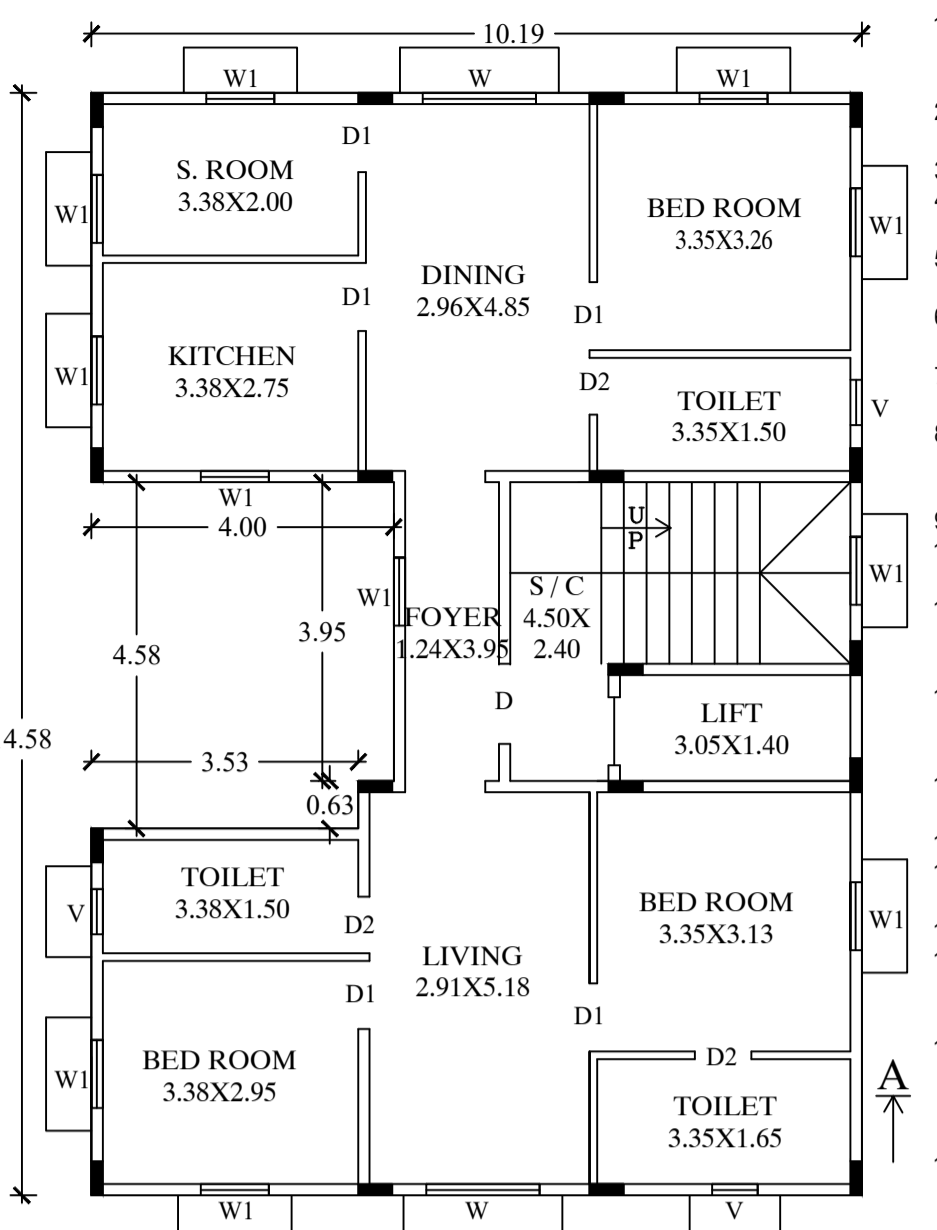 10.19
W1
W
W1
D1
S. ROOM
3.38X2.00
W1
BED ROOM
3.35X3.26
W1
DINING
2.96X4.85
D1
D1
KITCHEN
3.38X2.75
W1
D2
TOILET
3.35X1.50
V
W1
4.00
U
P
W1
S / C
4.50X
2.40
W1
FOYER
1.24X3.95
3.95
4.58
D
LIFT
3.05X1.40
4.58
3.53
0.63
TOILET
3.38X1.50
V
D2
BED ROOM
3.35X3.13
W1
LIVING
2.91X5.18
D1
D1
BED ROOM
3.38X2.95
W1
D2
A
TOILET
3.35X1.65
W1
W
V